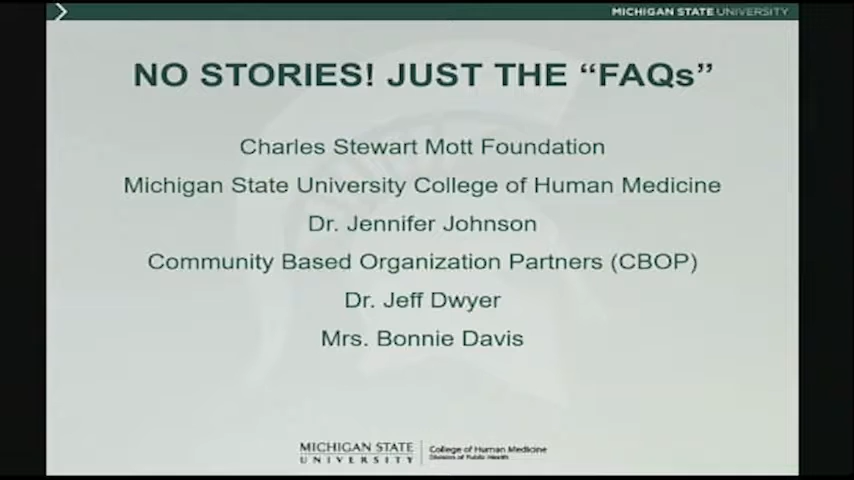 MICHIGAN STATE UNIVERSITY
NO STORIES! JUST THE “FAQs”
Charles Stewart Mott Foundation
Michigan State University College of Human Medicine
Dr. Jennifer Johnson
Community Based Organization Partners (CBOP)
Dr. Jeff Dwyer
Mrs. Bonnie Davis
MICHIGAN STATE
UNIVERSITY
College of Human Medicine
Division of Public Health